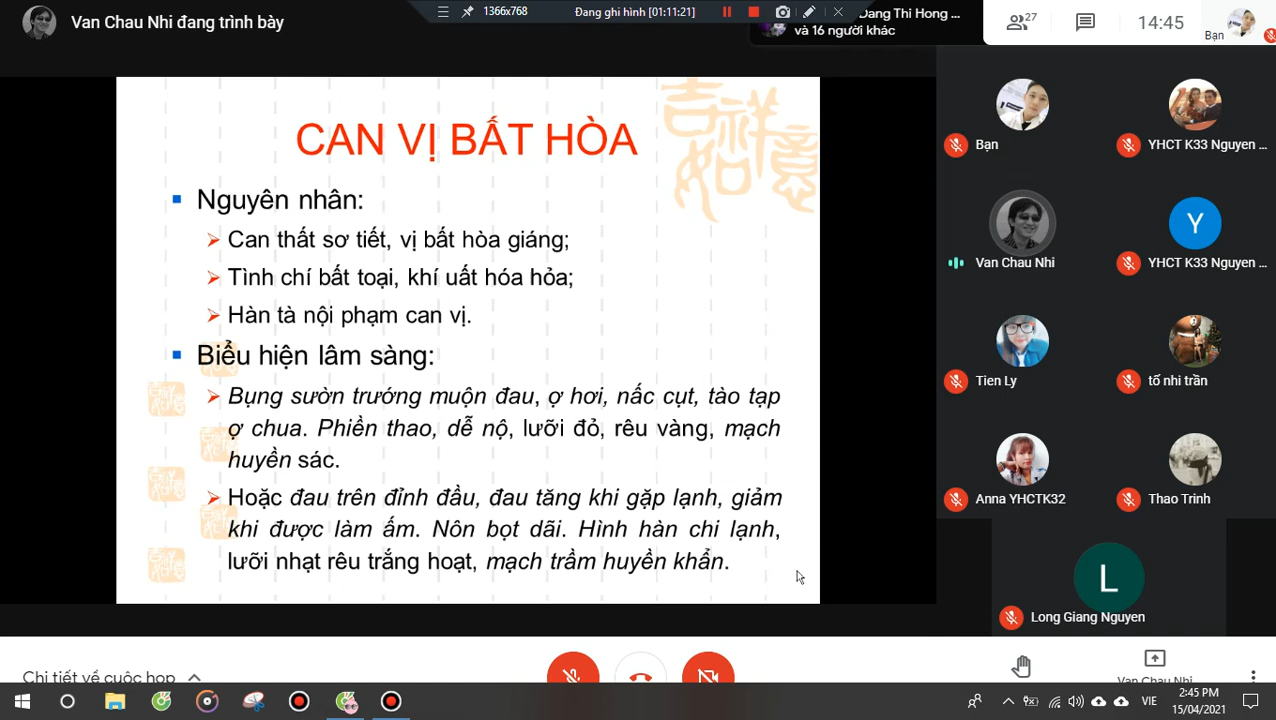 Van Chau Nhi đang trình bày
1366x768
Đang ghi hình (01:11:21)
Dang Thi Hong ...
và 16 người khác
27
14:45
Bạn
CAN VỊ BẤT HÒA
吉祥
如意
Nguyên nhân:
Can thất sơ tiết, vị bất hòa giáng;
Tình chí bất toại, khí uất hóa hỏa;
Hàn tà nội phạm can vị.
Biểu hiện lâm sàng:
Bụng sườn trướng muộn đau, ợ hơi, nấc cụt, tào tạp
ợ chua. Phiền thao, dễ nộ, lưỡi đỏ, rêu vàng, mạch
huyền sác.
Hoặc đau trên đỉnh đầu, đau tăng khi gặp lạnh, giảm
khi được làm ấm. Nôn bọt dãi. Hình hàn chi lạnh,
lưỡi nhạt rêu trắng hoạt, mạch trầm huyền khẩn.
Bạn
YHCT K33 Nguyen ...
Van Chau Nhi
Y
YHCT K33 Nguyen ...
Tien Ly
tố nhi trần
Anna YHCTK32
Thao Trinh
L
Long Giang Nguyen
Chi tiết về cuộc họp
Van Chau Nhi
VIE
2:45 PM
15/04/2021